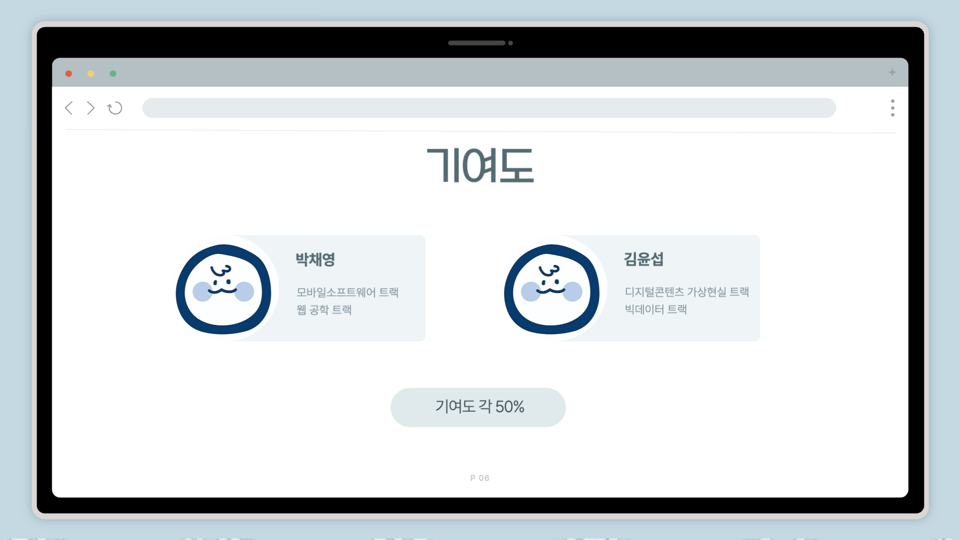 기여도
박채영
모바일소프트웨어 트랙
웹 공학 트랙
김윤섭
디지털콘텐츠 가상현실 트랙
빅데이터 트랙
기여도 각 50%
P 06